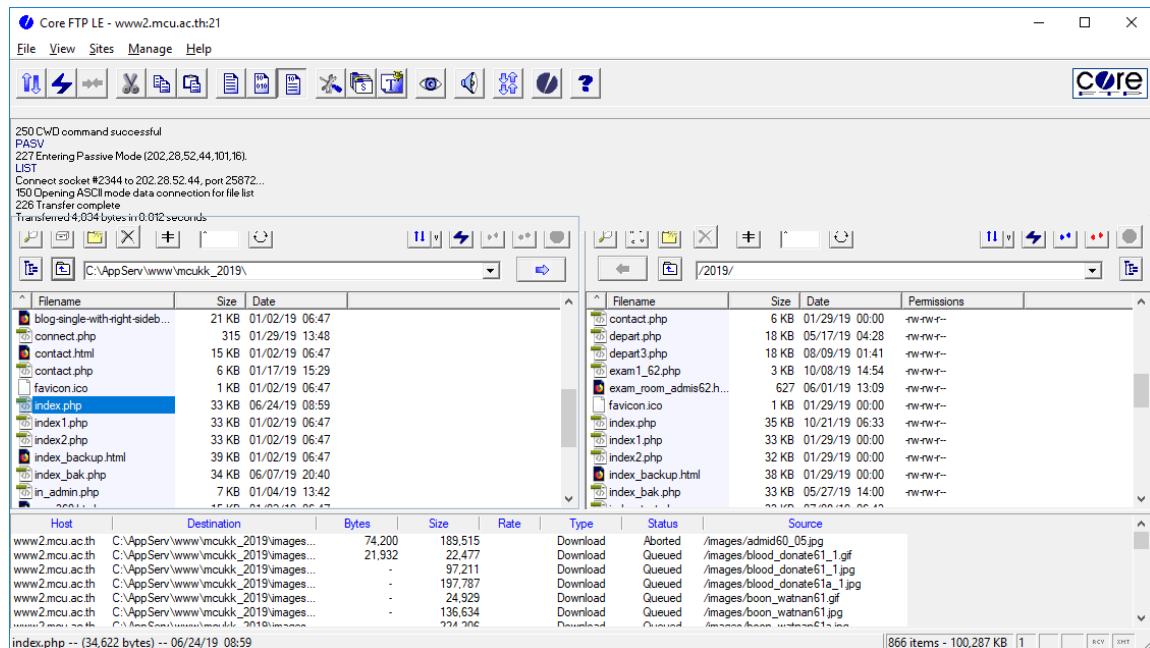 Core FTP LE - www2.mcu.ac.th:21
File View Sites Manage Help
core
250 CWD command successful
PASV
227 Entering Passive Mode (202,28,52,44,101,16).
LIST
Connect socket #2344 to 202.28.52.44, port 25872...
150 Opening ASCII mode data connection for file list
226 Transfer complete
Transferred 4,034 bytes in 0.012 seconds
C:\AppServ\www\mcukk_2019\
Filename Size Date
blog-single-with-right-sideb... 21 KB 01/02/19 06:47
connect.php 315 01/29/19 13:48
contact.html 15 KB 01/02/19 06:47
contact.php 6 KB 01/17/19 15:29
favicon.ico 1 KB 01/02/19 06:47
index.php 33 KB 06/24/19 08:59
index1.php 33 KB 01/02/19 06:47
index2.php 33 KB 01/02/19 06:47
index_backup.html 39 KB 01/02/19 06:47
index_bak.php 34 KB 06/07/19 20:40
in_admin.php 7 KB 01/04/19 13:42
/2019/
Filename Size Date Permissions
contact.php 6 KB 01/29/19 00:00 -rw-rw-r--
depart.php 18 KB 05/17/19 04:28 -rw-rw-r--
depart3.php 18 KB 08/09/19 01:41 -rw-rw-r--
exam1_62.php 3 KB 10/08/19 14:54 -rw-rw-r--
exam_room_admis62.h... 627 06/01/19 13:09 -rw-rw-r--
favicon.ico 1 KB 01/29/19 00:00 -rw-rw-r--
index.php 35 KB 10/21/19 06:33 -rw-rw-r--
index1.php 33 KB 01/29/19 00:00 -rw-rw-r--
index2.php 32 KB 01/29/19 00:00 -rw-rw-r--
index_backup.html 38 KB 01/29/19 00:00 -rw-rw-r--
index_bak.php 33 KB 05/27/19 14:00 -rw-rw-r--
Host Destination Bytes Size Rate Type Status Source
www2.mcu.ac.th C:\AppServ\www\mcukk_2019\images... 74,200 189,515 Download Aborted /images/admid60_05.jpg
www2.mcu.ac.th C:\AppServ\www\mcukk_2019\images... 21,932 22,477 Download Queued /images/blood_donate61_1.gif
www2.mcu.ac.th C:\AppServ\www\mcukk_2019\images... - 97,211 Download Queued /images/blood_donate61_1.jpg
www2.mcu.ac.th C:\AppServ\www\mcukk_2019\images... - 197,787 Download Queued /images/blood_donate61a_1.jpg
www2.mcu.ac.th C:\AppServ\www\mcukk_2019\images... - 24,929 Download Queued /images/boon_watnan61.gif
www2.mcu.ac.th C:\AppServ\www\mcukk_2019\images... - 136,634 Download Queued /images/boon_watnan61.jpg
www2.mcu.ac.th C:\AppServ\www\mcukk_2019\images... - 224,206 Download Queued /images/boon_watnan61a.jpg
index.php -- (34,622 bytes) -- 06/24/19 08:59 866 items - 100,287 KB 1 RCV XMT